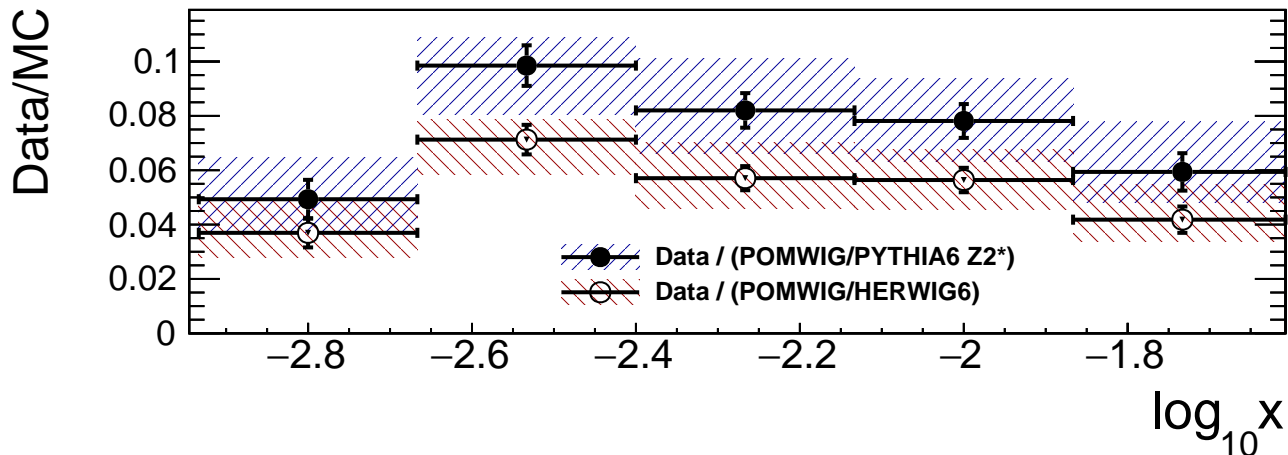 Data/MC
0.1
0.08
0.06
0.04
0.02
0
Data / (POMWIG/PYTHIA6 Z2*)
Data / (POMWIG/HERWIG6)
−2.8 −2.6 −2.4 −2.2 −2 −1.8
log10x